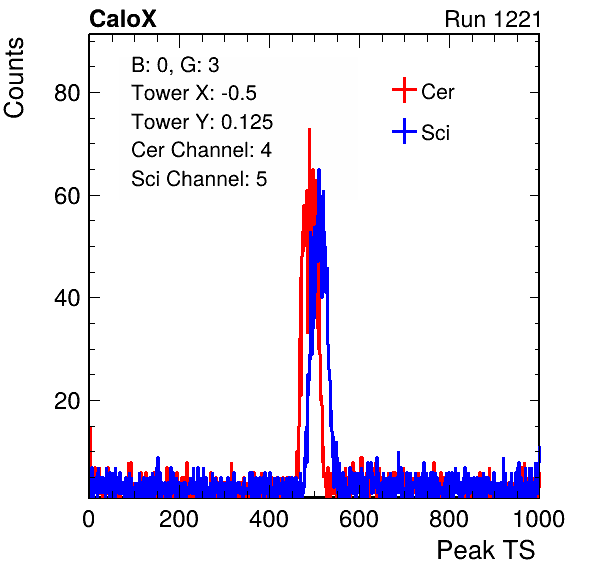 CaloX Run 1221
Counts
B: 0, G: 3
Tower X: -0.5
Tower Y: 0.125
Cer Channel: 4
Sci Channel: 5
Cer
Sci
80
60
40
20
0 200 400 600 800 1000
Peak TS